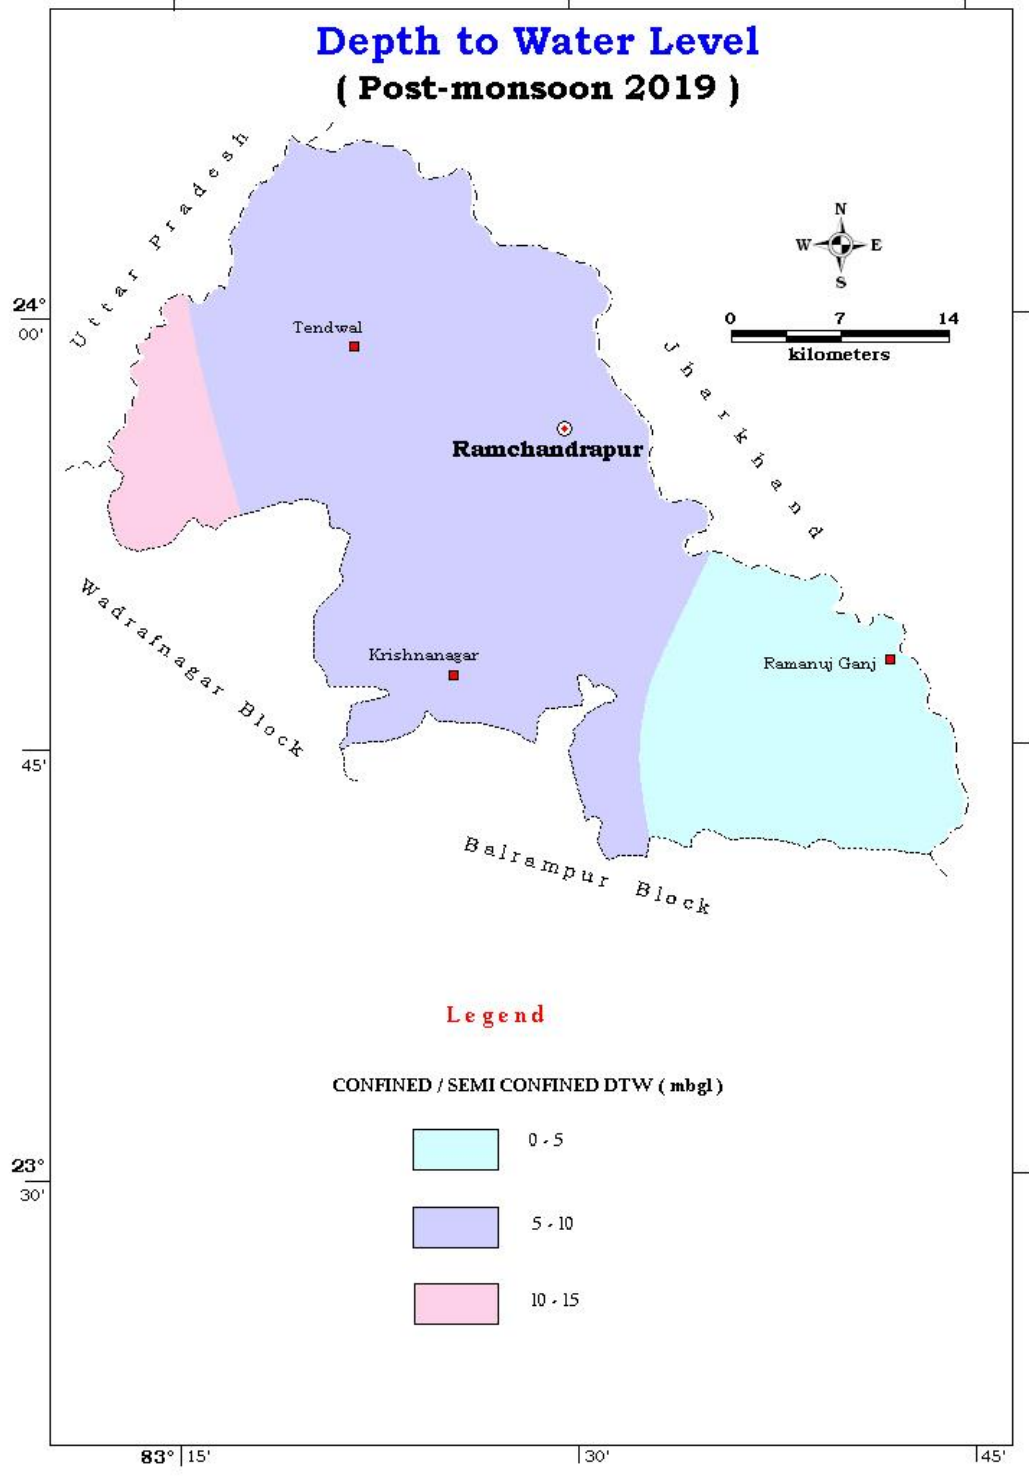 Depth to Water Level
( Post-monsoon 2019 )
Uttar Pradesh
N
W E
S
24°
00'
0 7 14
kilometers
Tendwal
Jharkhand
Ramchandrapur
Wadrafnagar Block
Krishnanagar
Ramanuj Ganj
45'
Balrampur Block
Legend
CONFINED / SEMI CONFINED DTW ( mbgl )
0 - 5
23°
30'
5 - 10
10 - 15
83° 15' 30' 45'